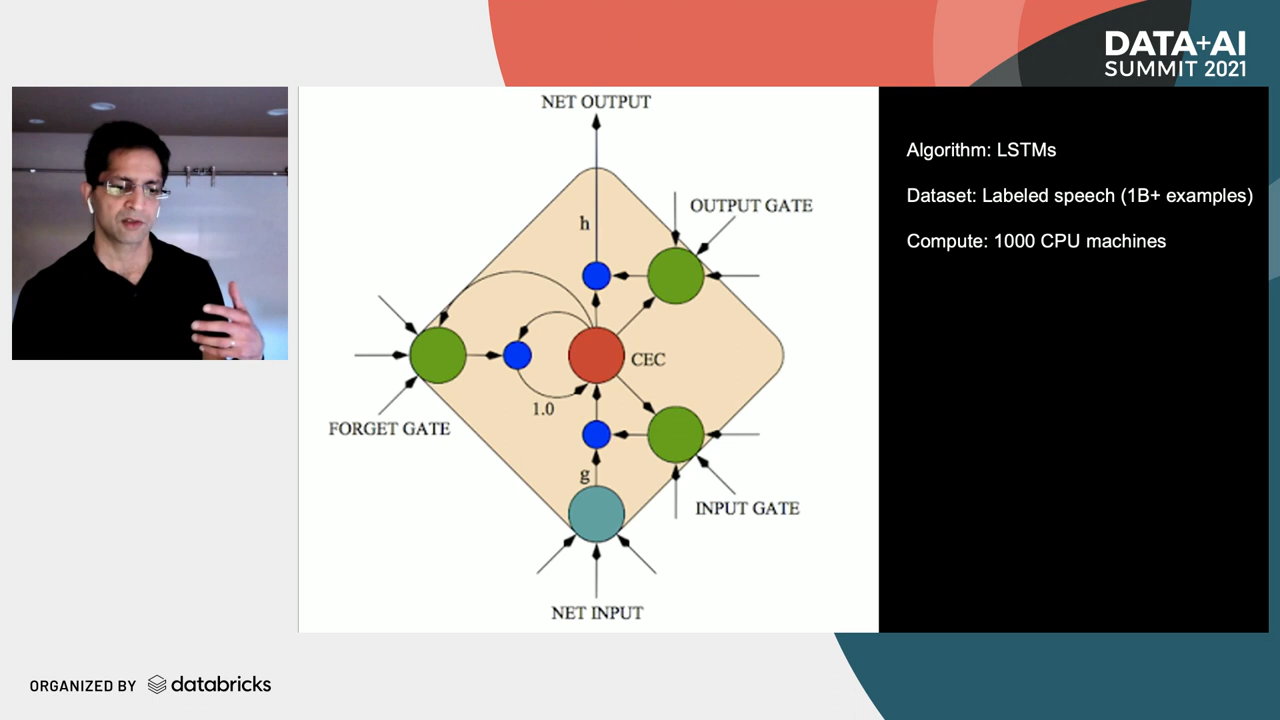 DATA+AI
SUMMIT 2021
NET OUTPUT
h
OUTPUT GATE
CEC
1.0
FORGET GATE
g
INPUT GATE
NET INPUT
Algorithm: LSTMs
Dataset: Labeled speech (1B+ examples)
Compute: 1000 CPU machines
ORGANIZED BY databricks